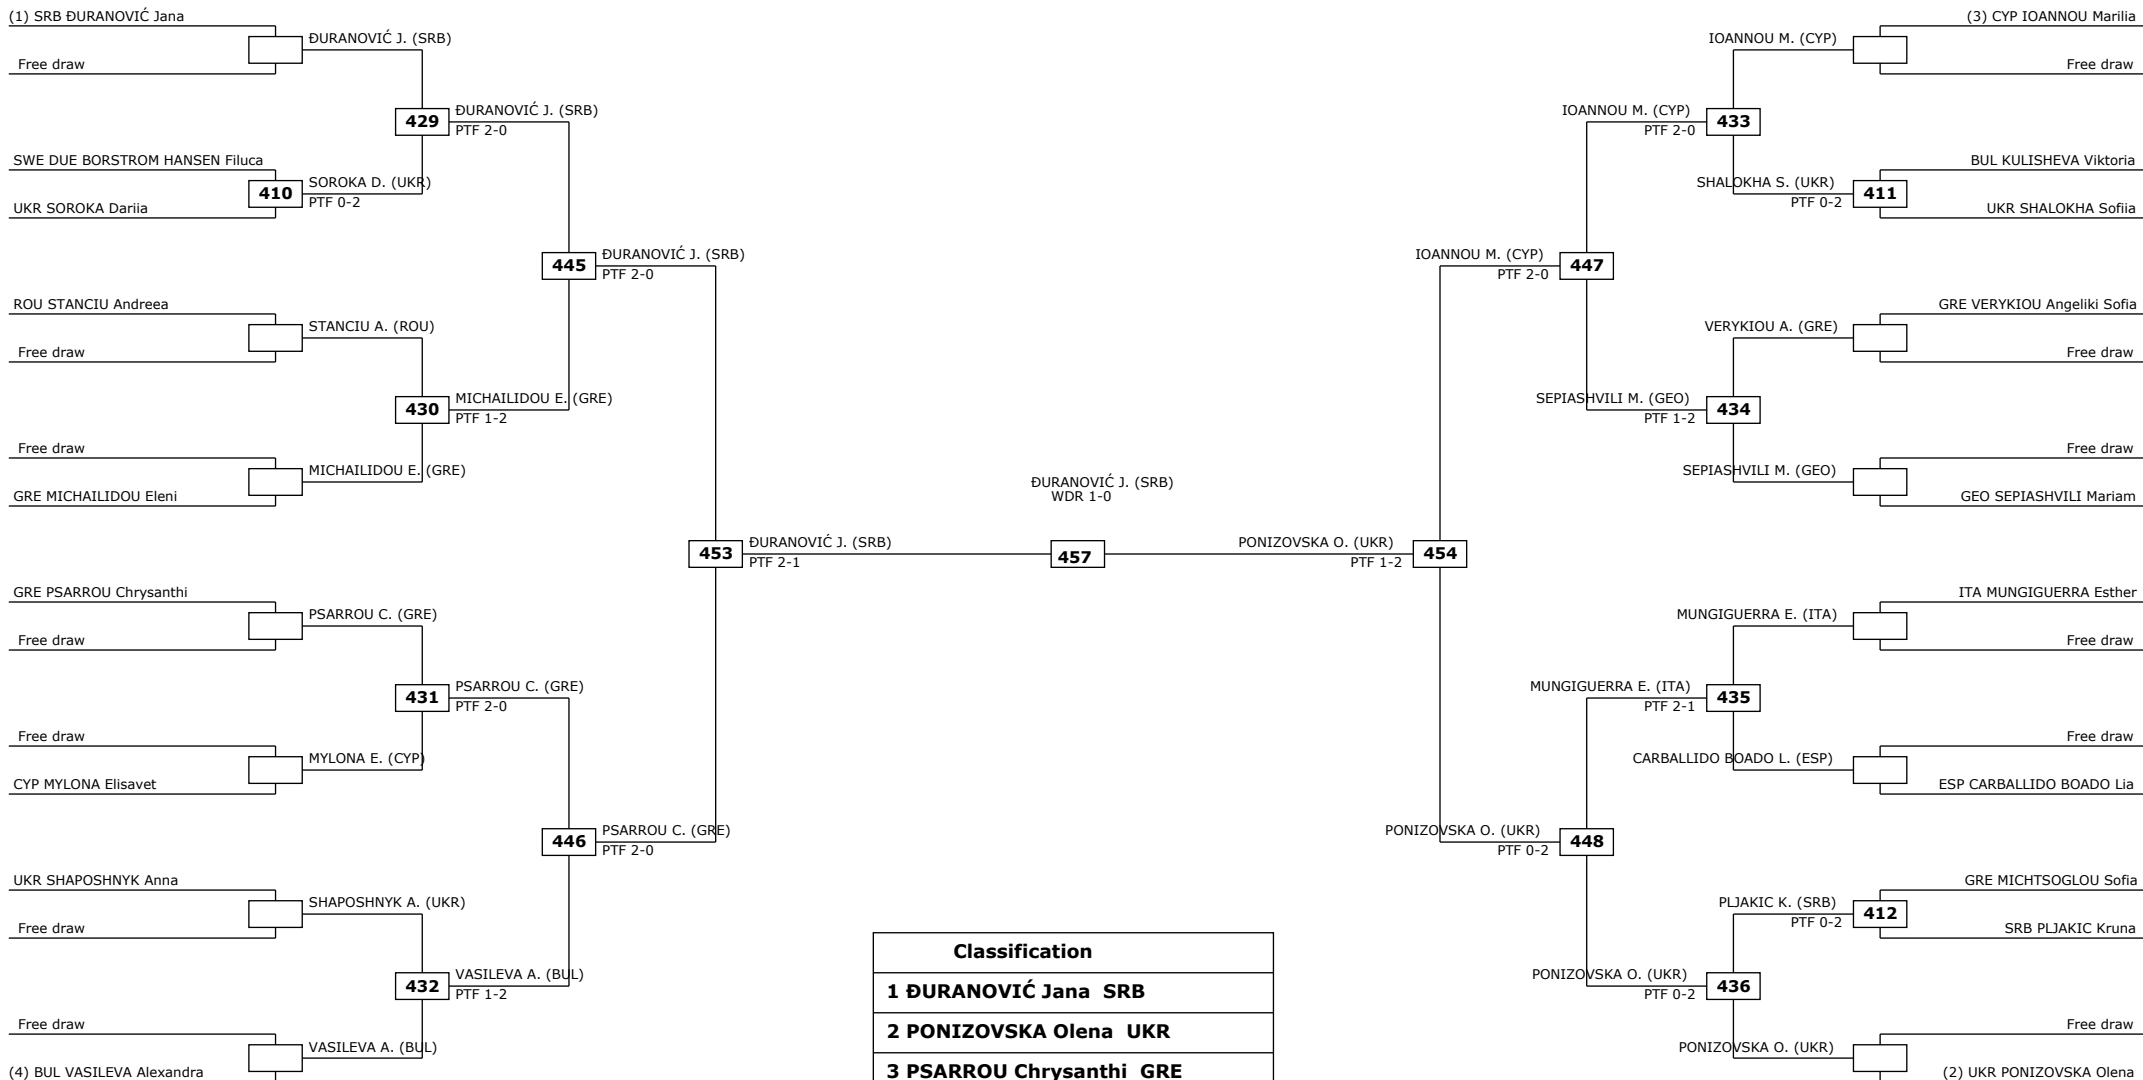 (1) SRB ĐURANOVIĆ Jana
ĐURANOVIĆ J. (SRB)
Free draw
429
ĐURANOVIĆ J. (SRB)
PTF 2-0
SWE DUE BORSTROM HANSEN Filuca
410
SOROKA D. (UKR)
PTF 0-2
UKR SOROKA Dariia
445
ĐURANOVIĆ J. (SRB)
PTF 2-0
ROU STANCIU Andreea
STANCIU A. (ROU)
Free draw
430
MICHAILIDOU E. (GRE)
PTF 1-2
Free draw
MICHAILIDOU E. (GRE)
GRE MICHAILIDOU Eleni
453
ĐURANOVIĆ J. (SRB)
PTF 2-1
GRE PSARROU Chrysanthi
PSARROU C. (GRE)
Free draw
431
PSARROU C. (GRE)
PTF 2-0
Free draw
MYLONA E. (CYP)
CYP MYLONA Elisavet
446
PSARROU C. (GRE)
PTF 2-0
UKR SHAPOSHNYK Anna
SHAPOSHNYK A. (UKR)
Free draw
432
VASILEVA A. (BUL)
PTF 1-2
Free draw
VASILEVA A. (BUL)
(4) BUL VASILEVA Alexandra
ĐURANOVIĆ J. (SRB)
WDR 1-0
457
(3) CYP IOANNOU Marilia
IOANNOU M. (CYP)
Free draw
IOANNOU M. (CYP)
PTF 2-0
433
BUL KULISHEVA Viktoria
SHALOKHA S. (UKR)
PTF 0-2
411
UKR SHALOKHA Sofiia
IOANNOU M. (CYP)
PTF 2-0
447
GRE VERYKIOU Angeliki Sofia
VERYKIOU A. (GRE)
Free draw
SEPIASHVILI M. (GEO)
PTF 1-2
434
Free draw
SEPIASHVILI M. (GEO)
GEO SEPIASHVILI Mariam
PONIZOVSKA O. (UKR)
PTF 1-2
454
ITA MUNGIGUERRA Esther
MUNGIGUERRA E. (ITA)
Free draw
MUNGIGUERRA E. (ITA)
PTF 2-1
435
Free draw
CARBALLIDO BOADO L. (ESP)
ESP CARBALLIDO BOADO Lia
PONIZOVSKA O. (UKR)
PTF 0-2
448
GRE MICHTSOGLOU Sofia
PLJAKIC K. (SRB)
PTF 0-2
412
SRB PLJAKIC Kruna
PONIZOVSKA O. (UKR)
PTF 0-2
436
Free draw
PONIZOVSKA O. (UKR)
(2) UKR PONIZOVSKA Olena
Classification
1 ĐURANOVIĆ Jana SRB
2 PONIZOVSKA Olena UKR
3 PSARROU Chrysanthi GRE